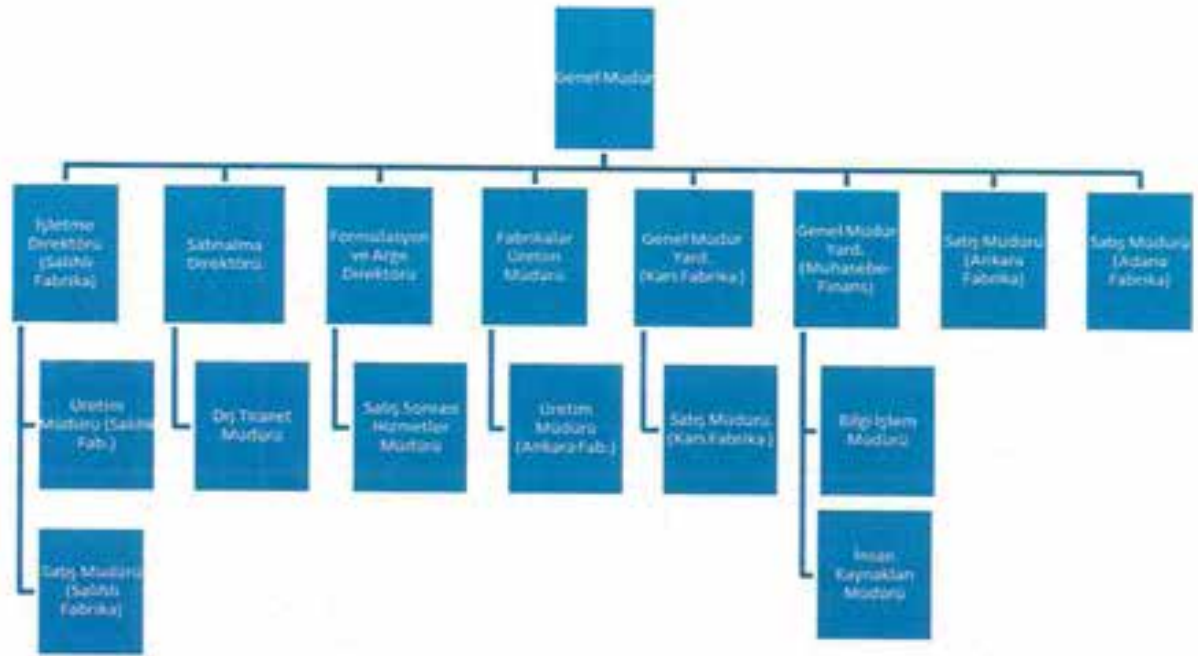 Genel Müdür
İşletme
Direktörü
(Salihli
Fabrika)
Satınalma
Direktörü
Formulasyon
ve Arge
Direktörü
Fabrikalar
Üretim
Müdürü
Genel Müdür
Yard.
(Kars Fabrika)
Genel Müdür
Yard.
(Muhasebe-
Finans)
Satış Müdürü
(Ankara
Fabrika)
Satış Müdürü
(Adana
Fabrika)
Üretim
Müdürü (Salihli
Fab.)
Dış Ticaret
Müdürü
Satış Sonrası
Hizmetler
Müdürü
Üretim
Müdürü
(Ankara Fab.)
Satış Müdürü
(Kars Fabrika)
Bilgi İşlem
Müdürü
Satış Müdürü
(Salihli
Fabrika)
İnsan
Kaynakları
Müdürü